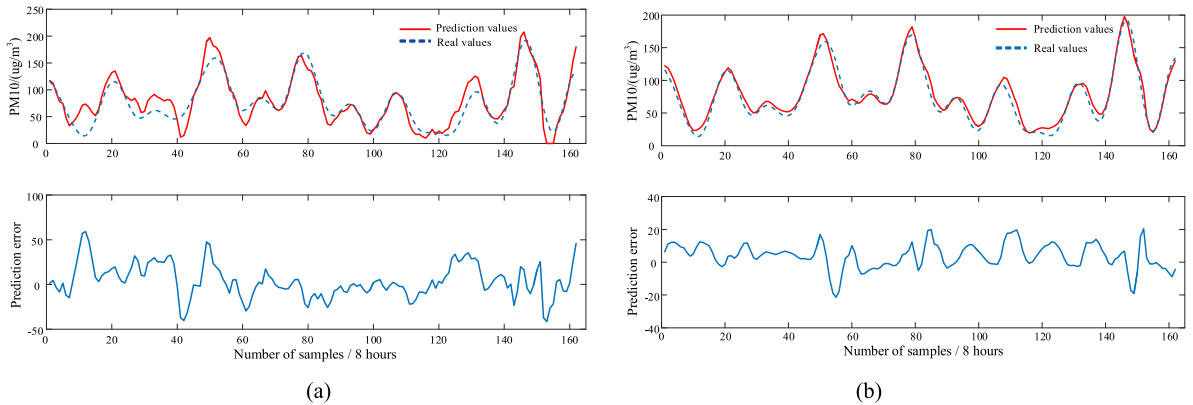 250
200
150
100
50
0
PM10/(ug/m³)
Prediction values
Real values
0 20 40 60 80 100 120 140 160
100
50
0
-50
Prediction error
0 20 40 60 80 100 120 140 160
Number of samples / 8 hours
(a)
200
150
100
50
0
PM10/(ug/m³)
Prediction values
Real values
0 20 40 60 80 100 120 140 160
40
20
0
-20
-40
Prediction error
0 20 40 60 80 100 120 140 160
Number of samples / 8 hours
(b)